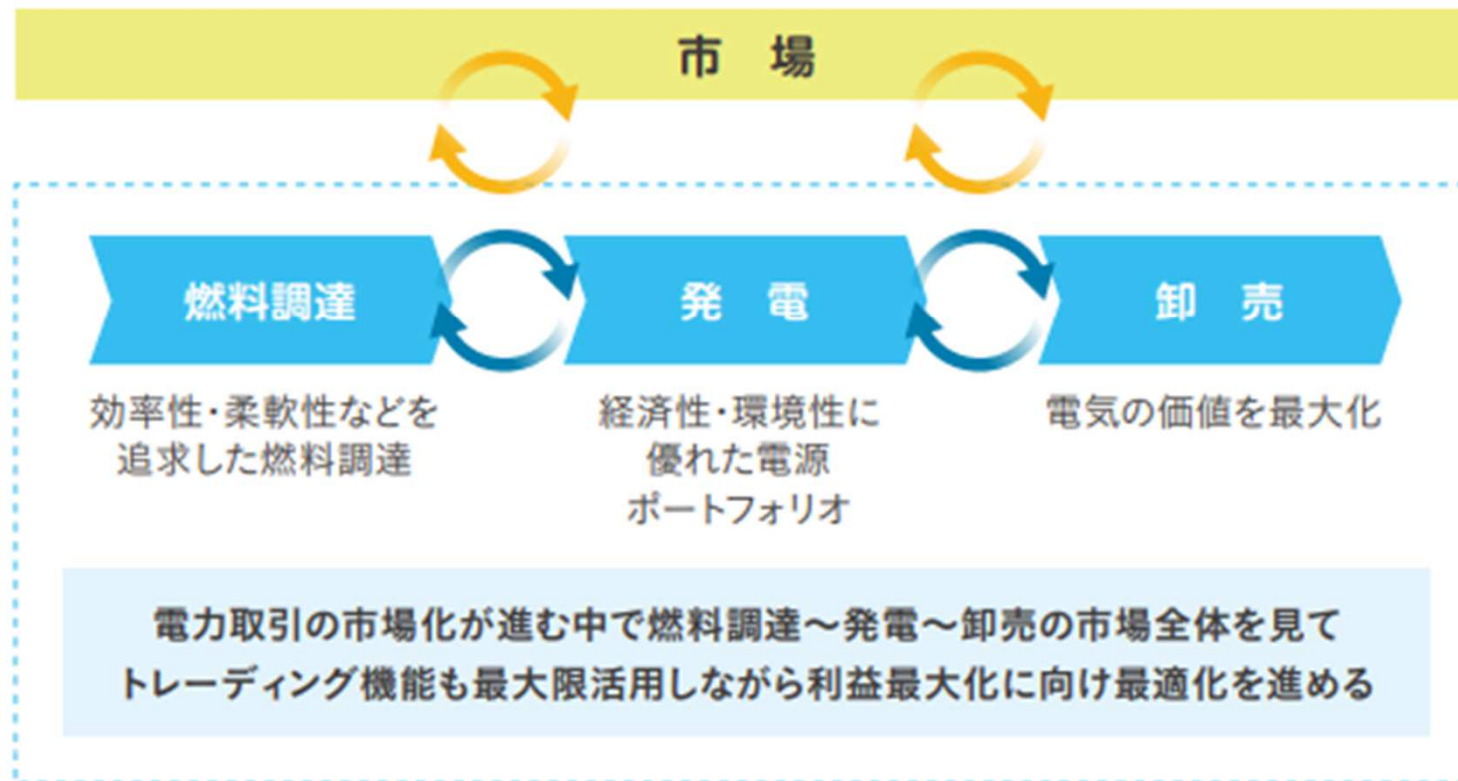 市　場
燃料調達
発　電
卸　売
効率性・柔軟性などを
追求した燃料調達
経済性・環境性に
優れた電源
ポートフォリオ
電気の価値を最大化
電力取引の市場化が進む中で燃料調達～発電～卸売の市場全体を見て
トレーディング機能も最大限活用しながら利益最大化に向け最適化を進める